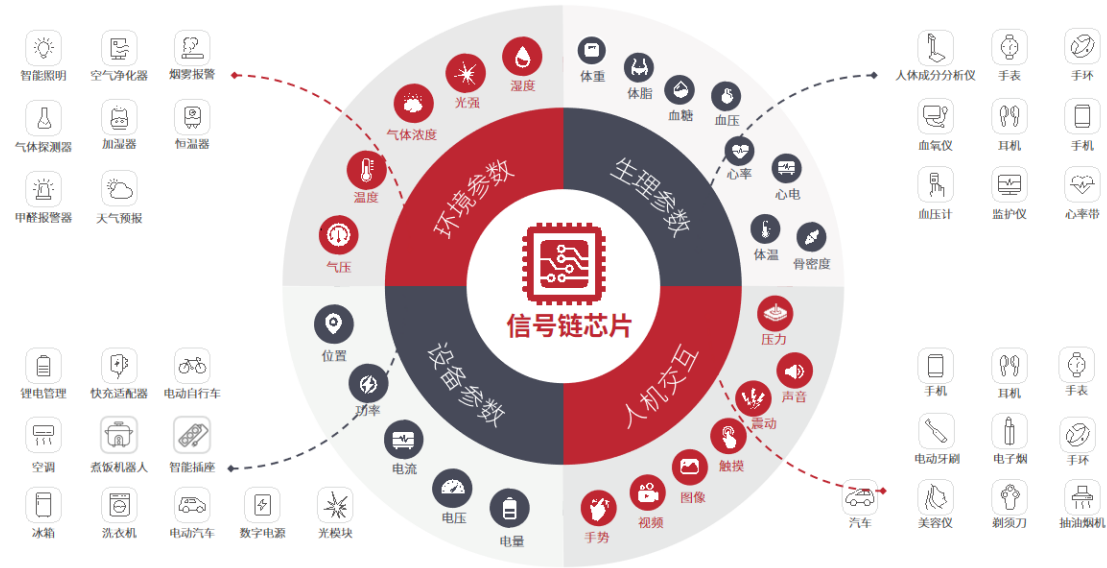 智能照明
空气净化器
烟雾报警
气体探测器
加湿器
恒温器
甲醛报警器
天气预报
湿度
光强
气体浓度
温度
气压
环境参数
体重
体脂
血糖
血压
心率
心电
体温
骨密度
生理参数
人体成分分析仪
手表
手环
血氧仪
耳机
手机
血压计
监护仪
心率带
信号链芯片
位置
功率
电流
电压
电量
设备参数
锂电管理
快充适配器
电动自行车
空调
煮饭机器人
智能插座
冰箱
洗衣机
电动汽车
数字电源
光模块
压力
声音
震动
触摸
图像
视频
手势
人机交互
手机
耳机
手表
电动牙刷
电子烟
手环
汽车
美容仪
剃须刀
抽油烟机